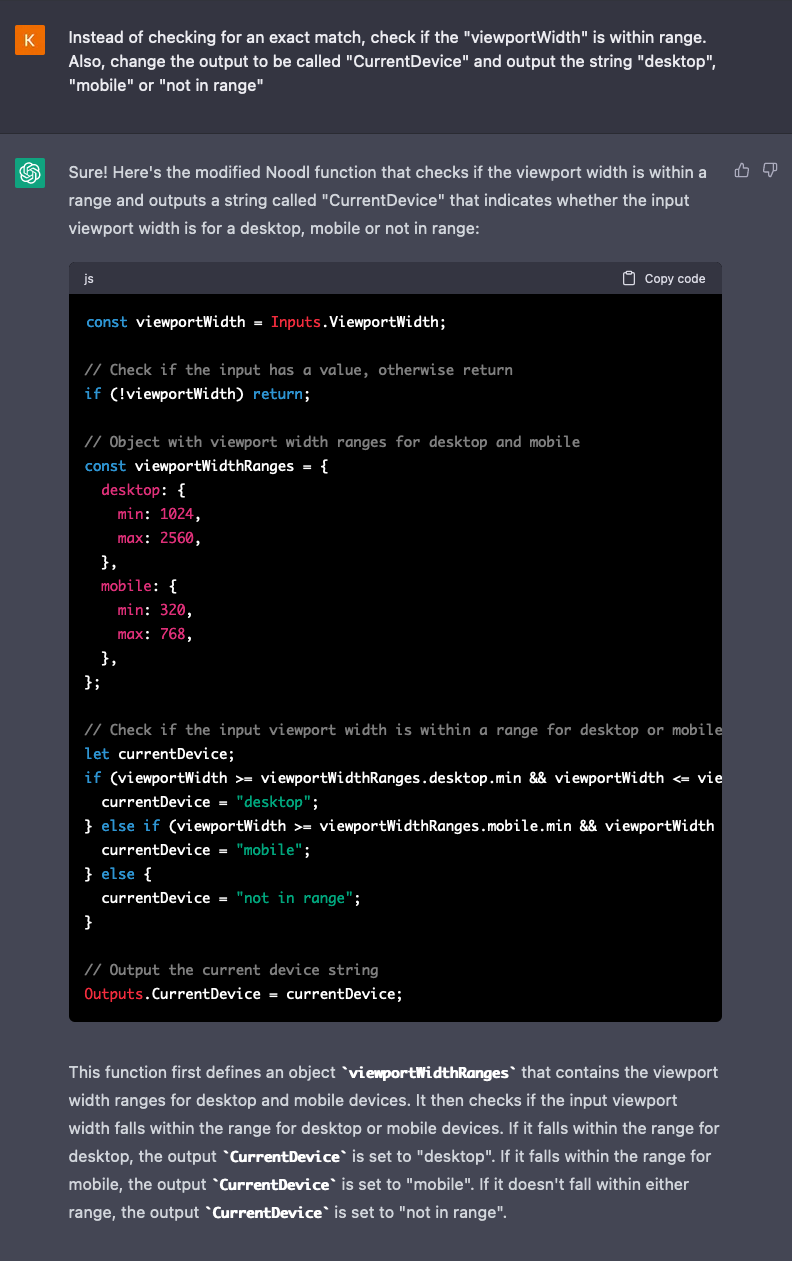 K
Instead of checking for an exact match, check if the "viewportWidth" is within range.
Also, change the output to be called "CurrentDevice" and output the string "desktop",
"mobile" or "not in range"
Sure! Here's the modified Noodl function that checks if the viewport width is within a
range and outputs a string called "CurrentDevice" that indicates whether the input
viewport width is for a desktop, mobile or not in range:
js
Copy code
const viewportWidth = Inputs.ViewportWidth;
// Check if the input has a value, otherwise return
if (!viewportWidth) return;
// Object with viewport width ranges for desktop and mobile
const viewportWidthRanges = {
  desktop: {
    min: 1024,
    max: 2560,
  },
  mobile: {
    min: 320,
    max: 768,
  },
};
// Check if the input viewport width is within a range for desktop or mobile
let currentDevice;
if (viewportWidth >= viewportWidthRanges.desktop.min && viewportWidth <= vie
  currentDevice = "desktop";
} else if (viewportWidth >= viewportWidthRanges.mobile.min && viewportWidth
  currentDevice = "mobile";
} else {
  currentDevice = "not in range";
}
// Output the current device string
Outputs.CurrentDevice = currentDevice;
This function first defines an object `viewportWidthRanges` that contains the viewport
width ranges for desktop and mobile devices. It then checks if the input viewport
width falls within the range for desktop or mobile devices. If it falls within the range for
desktop, the output `CurrentDevice` is set to "desktop". If it falls within the range for
mobile, the output `CurrentDevice` is set to "mobile". If it doesn't fall within either
range, the output `CurrentDevice` is set to "not in range".